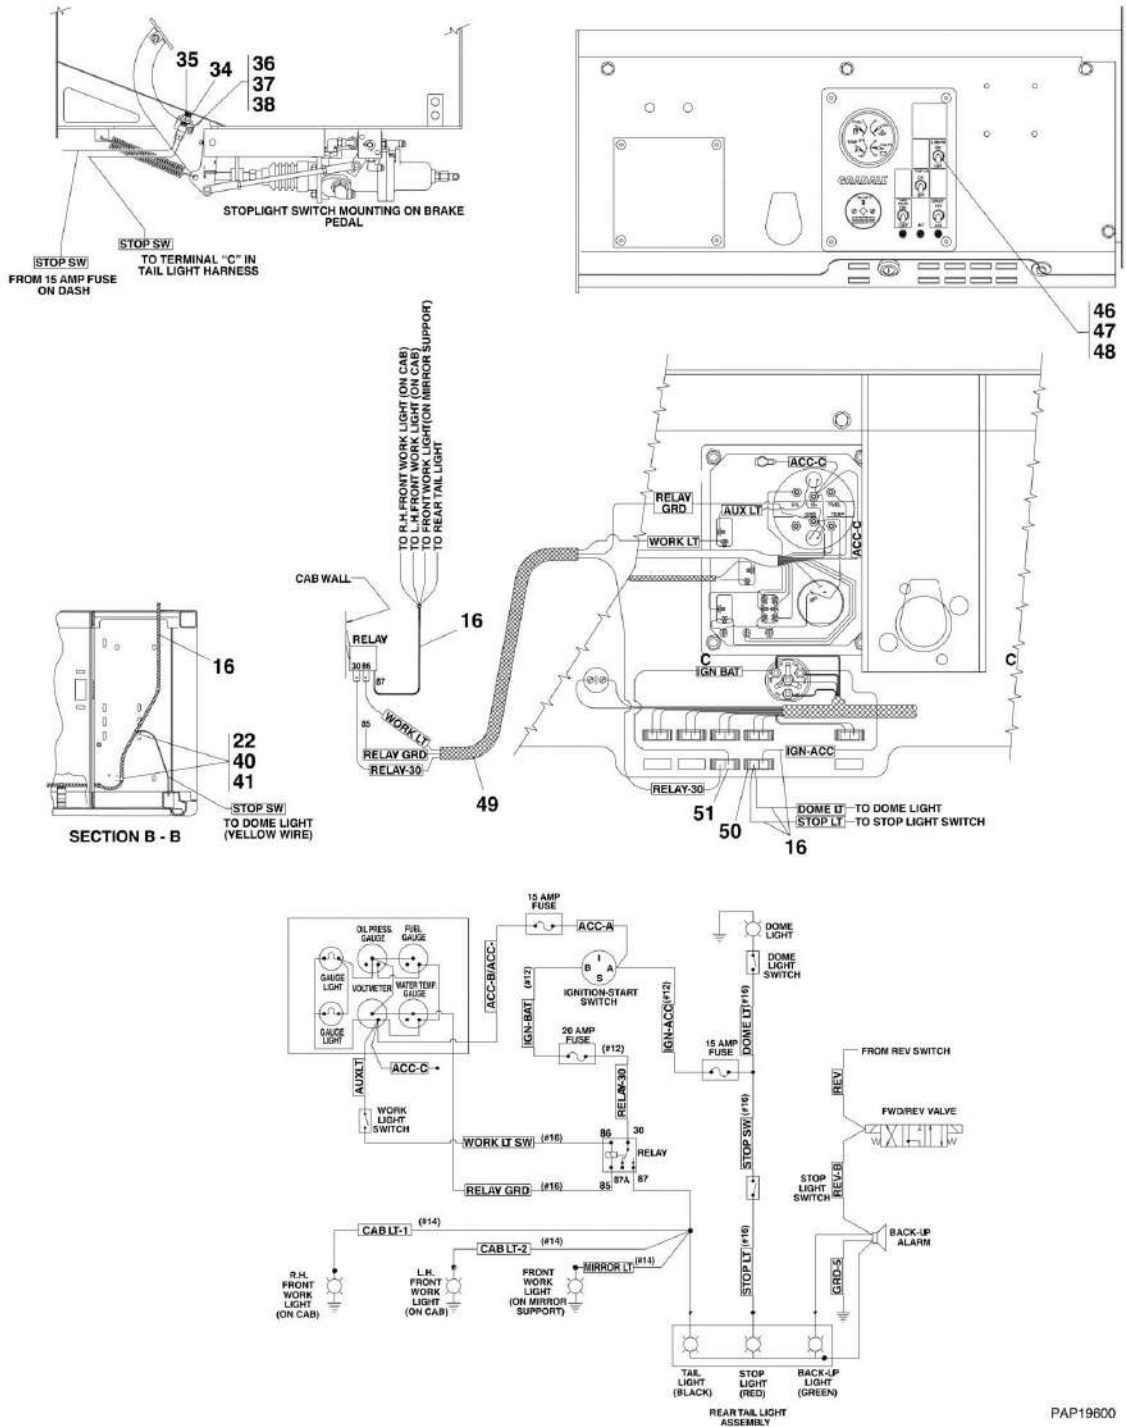 35
34
36
37
38
STOPLIGHT SWITCH MOUNTING ON BRAKE
PEDAL
STOP SW
TO TERMINAL "C" IN
TAIL LIGHT HARNESS
STOP SW
FROM 15 AMP FUSE
ON DASH
GRADALL
46
47
48
TO R.H.FRONT WORK LIGHT (ON CAB)
TO L.H.FRONT WORK LIGHT (ON CAB)
TO FRONT WORK LIGHT(ON MIRROR SUPPORT)
TO REAR TAIL LIGHT
ACC-C
RELAY
GRD
AUX LT
FUEL
TEMP
ACC-C
WORK LT
CAB WALL
RELAY
30 86
87
16
85
WORK LT
RELAY GRD
RELAY-30
49
C
C
IGN BAT
IGN-ACC
RELAY-30
51
50
DOME LT TO DOME LIGHT
STOP LT TO STOP LIGHT SWITCH
16
16
22
40
41
STOP SW
TO DOME LIGHT
(YELLOW WIRE)
SECTION B - B
15 AMP
FUSE
ACC-A
OIL PRESS.
GAUGE
FUEL
GAUGE
GAUGE
LIGHT
VOLTMETER
WATER TEMP.
GAUGE
GAUGE
LIGHT
ACC-B/ACC-
(#12)
IGN-BAT
B
I
A
S
IGNITION-START
SWITCH
(#12)
IGN-ACC
DOME
LIGHT
DOME
LIGHT
SWITCH
DOME LT (#16)
20 AMP
FUSE
(#12)
15 AMP
FUSE
RELAY-30
ACC-C
AUXLT
WORK
LIGHT
SWITCH
WORK LT SW (#16)
86
30
RELAY
85
87A
87
RELAY GRD (#16)
STOP SW (#16)
STOP
LIGHT
SWITCH
STOP LT (#16)
FROM REV SWITCH
REV
FWD/REV VALVE
REV-B
BACK-UP
ALARM
GRD-5
CAB LT-1 (#14)
CAB LT-2 (#14)
MIRROR LT (#14)
R.H.
FRONT
WORK
LIGHT
(ON CAB)
L.H.
FRONT
WORK
LIGHT
(ON CAB)
FRONT
WORK
LIGHT
(ON MIRROR
SUPPORT)
TAIL
LIGHT
(BLACK)
STOP
LIGHT
(RED)
BACK-UP
LIGHT
(GREEN)
REAR TAIL LIGHT
ASSEMBLY
PAP19600